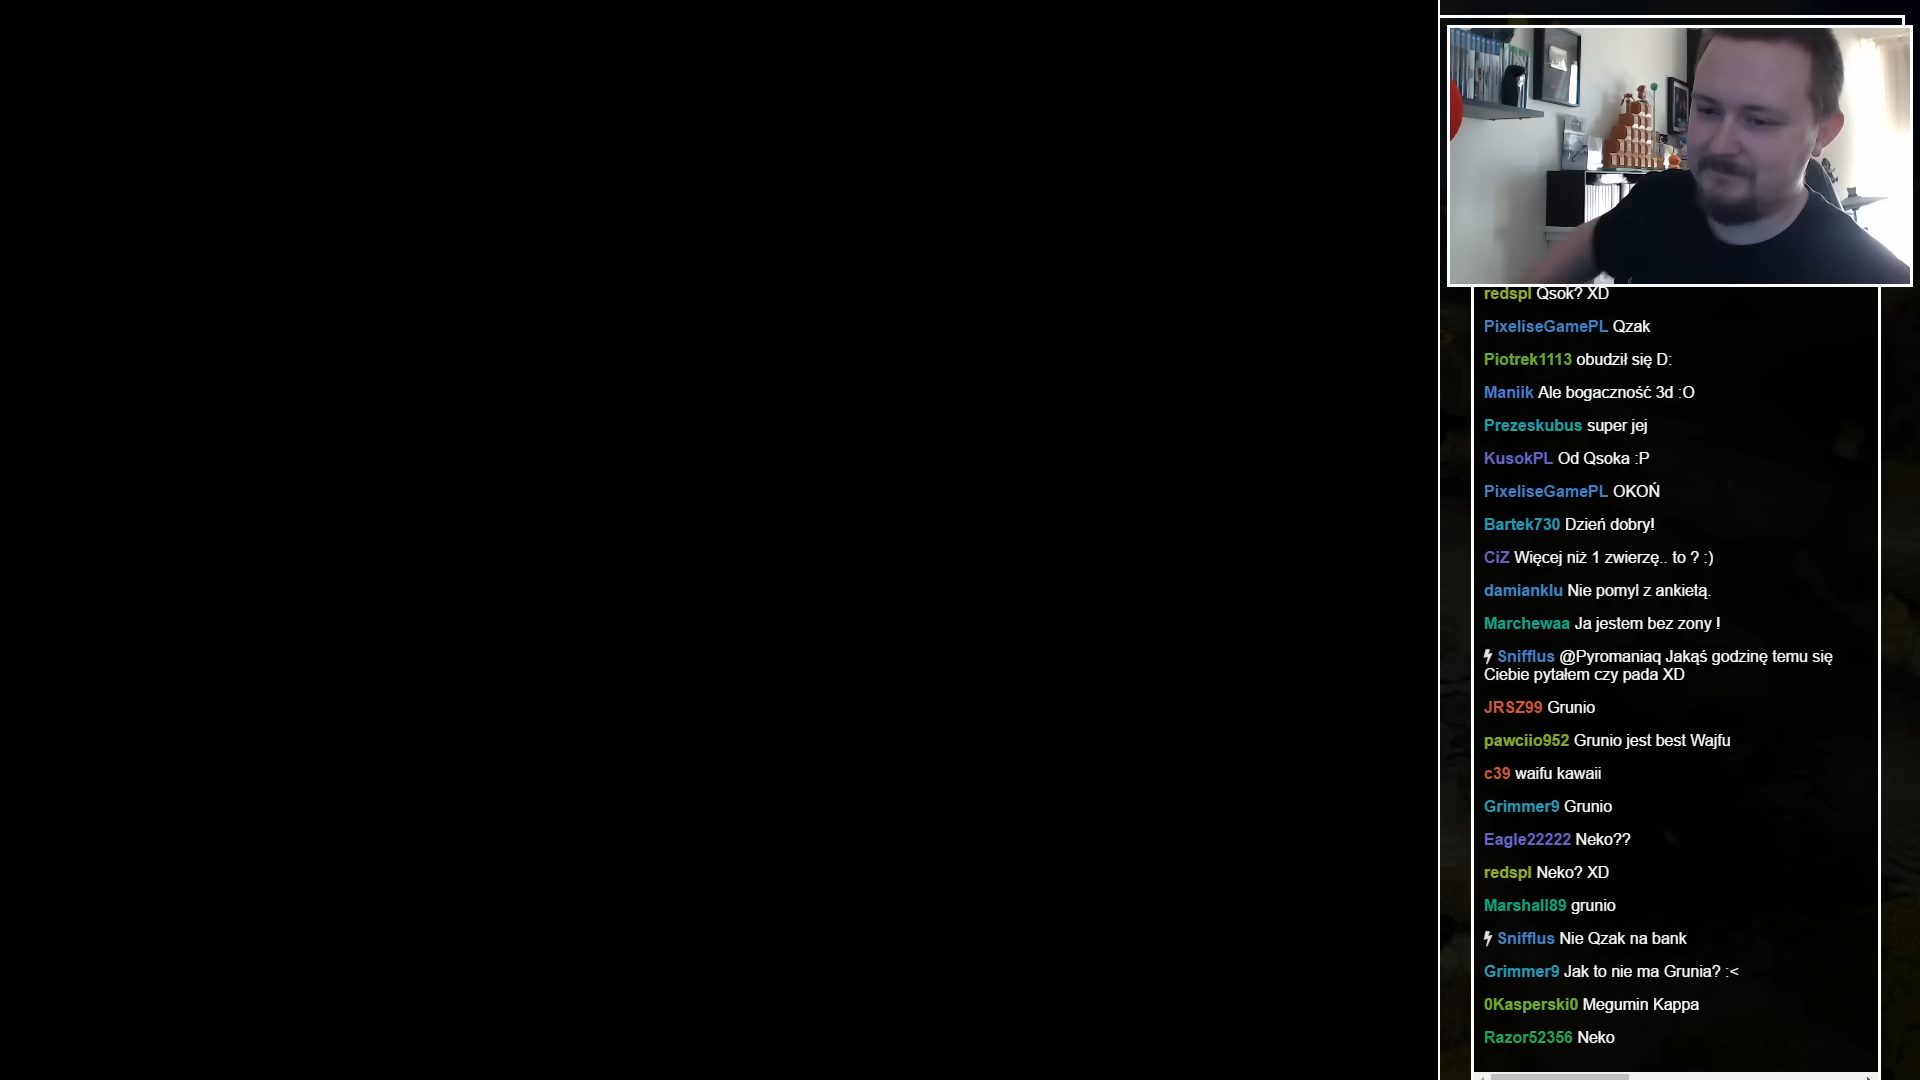 redspl Qsok? XD
PixeliseGamePL Qzak
Piotrek1113 obudził się D:
Maniik Ale bogaczność 3d :O
Prezeskubus super jej
KusokPL Od Qsoka :P
PixeliseGamePL OKOŃ
Bartek730 Dzień dobry!
CiZ Więcej niż 1 zwierzę.. to ? :)
damianklu Nie pomyl z ankietą.
Marchewaa Ja jestem bez zony !
Snifflus @Pyromaniaq Jakąś godzinę temu się
Ciebie pytałem czy pada XD
JRSZ99 Grunio
pawciio952 Grunio jest best Wajfu
c39 waifu kawaii
Grimmer9 Grunio
Eagle22222 Neko??
redspl Neko? XD
Marshall89 grunio
Snifflus Nie Qzak na bank
Grimmer9 Jak to nie ma Grunia? :<
0Kasperski0 Megumin Kappa
Razor52356 Neko